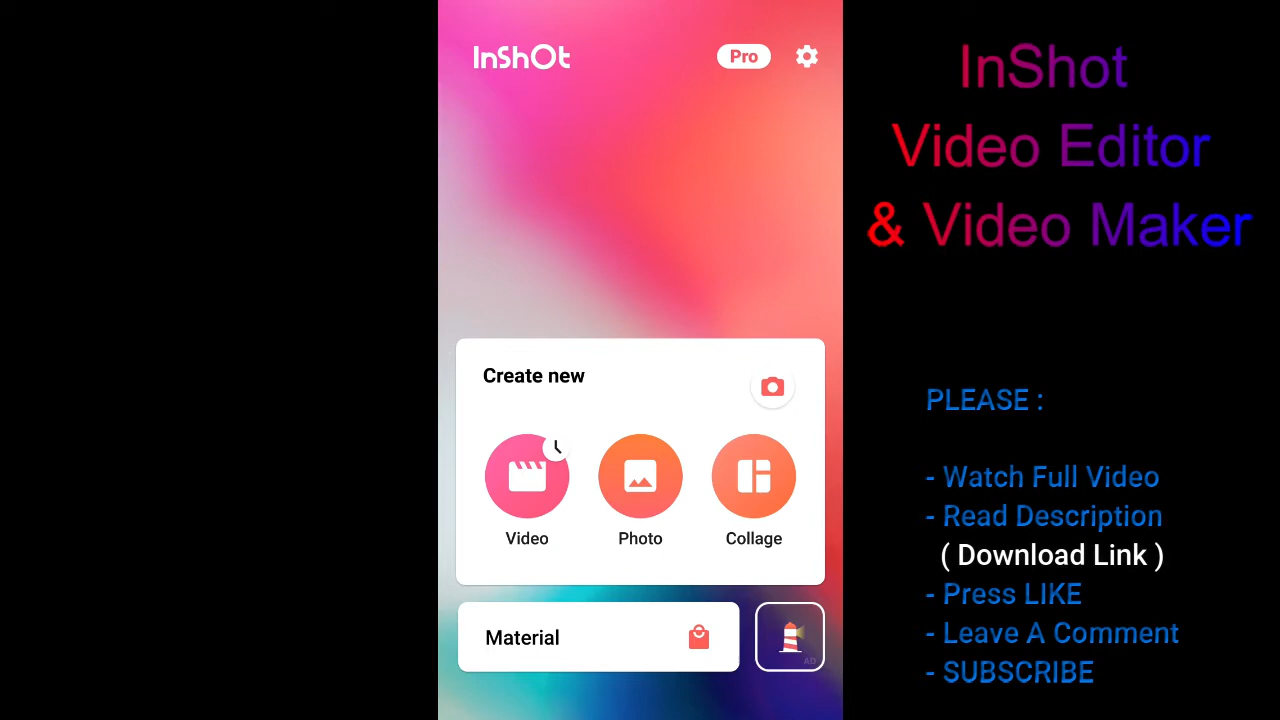 InShOt
Pro
Create new
Video
Photo
Collage
Material
AD
InShot
Video Editor
& Video Maker
PLEASE :
- Watch Full Video
- Read Description
( Download Link )
- Press LIKE
- Leave A Comment
- SUBSCRIBE